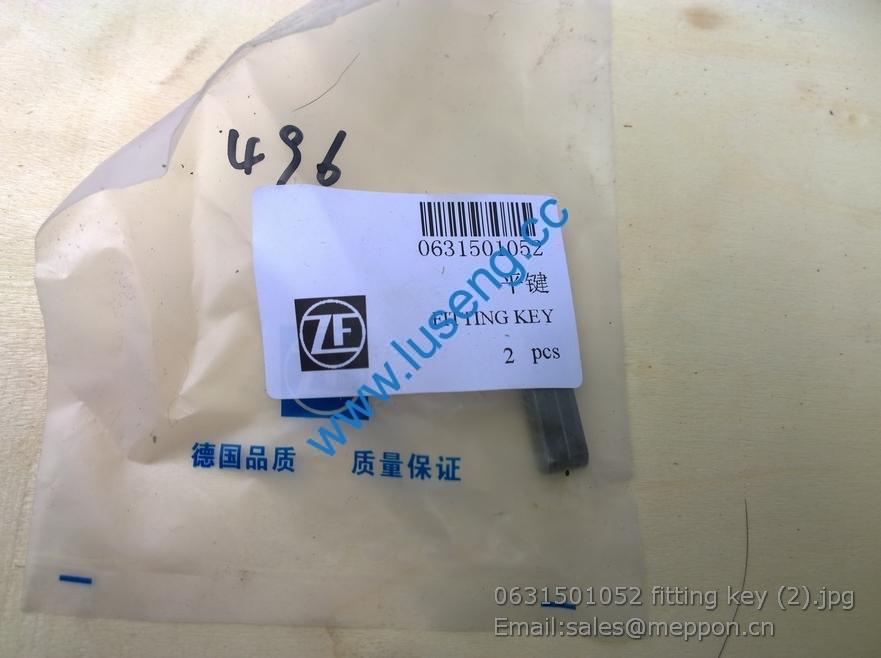 496
0631501052
平键
FITTING KEY
2 pcs
ZF
www.luseng.cc
德国品质 质量保证
0631501052 fitting key (2).jpg
Email:sales@meppon.cn